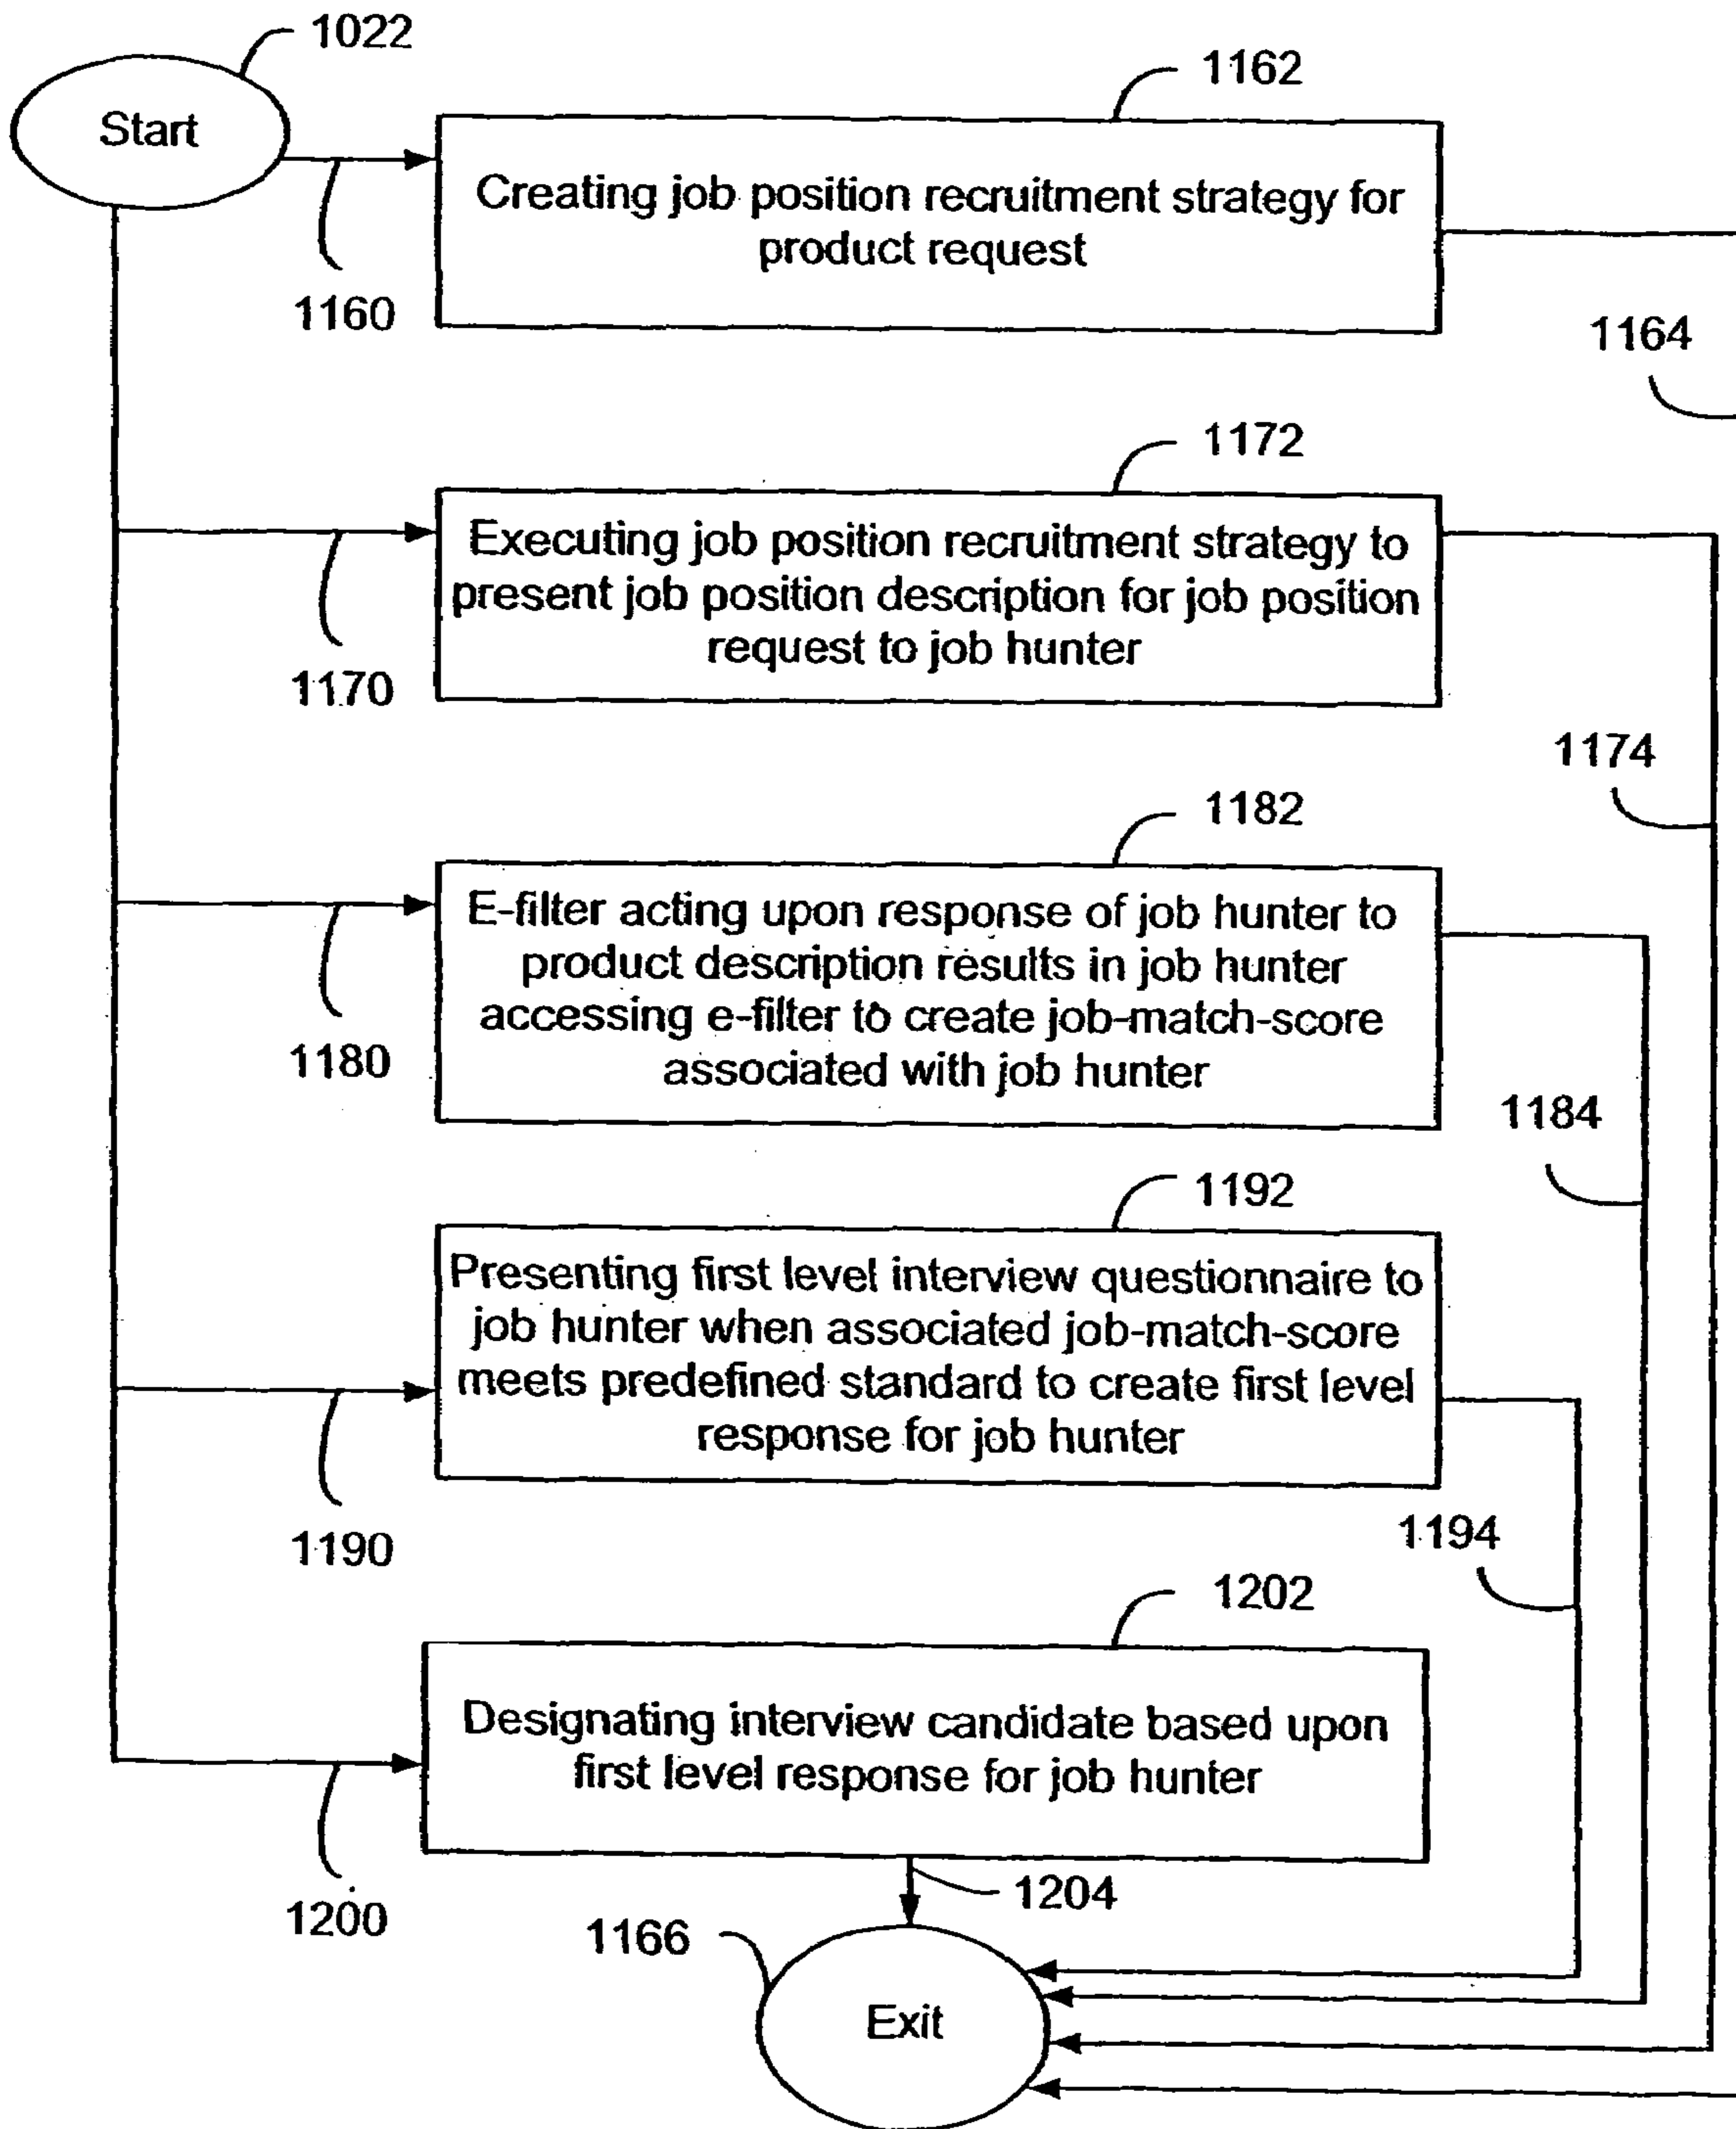 1022
Start
1162
Creating job position recruitment strategy for
product request
1160
1164
1172
Executing job position recruitment strategy to
present job position description for job position
request to job hunter
1170
1174
1182
E-filter acting upon response of job hunter to
product description results in job hunter
accessing e-filter to create job-match-score
associated with job hunter
1180
1184
1192
Presenting first level interview questionnaire to
job hunter when associated job-match-score
meets predefined standard to create first level
response for job hunter
1190
1194
1202
Designating interview candidate based upon
first level response for job hunter
1200
1204
1166
Exit